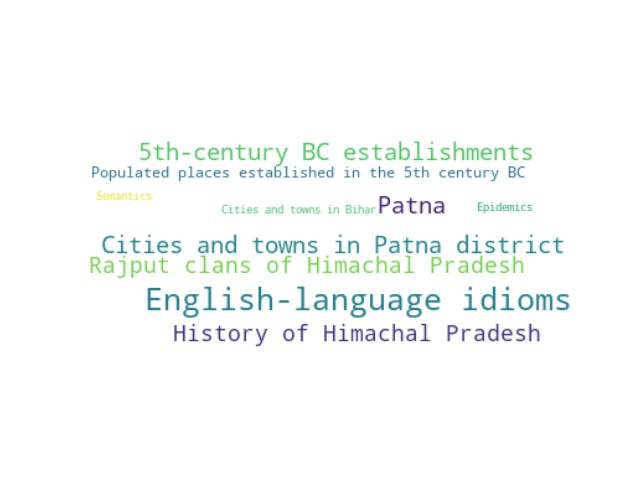 5th-century BC establishments
Populated places established in the 5th century BC
Semantics
Cities and towns in Bihar Patna Epidemics
Cities and towns in Patna district
Rajput clans of Himachal Pradesh
English-language idioms
History of Himachal Pradesh